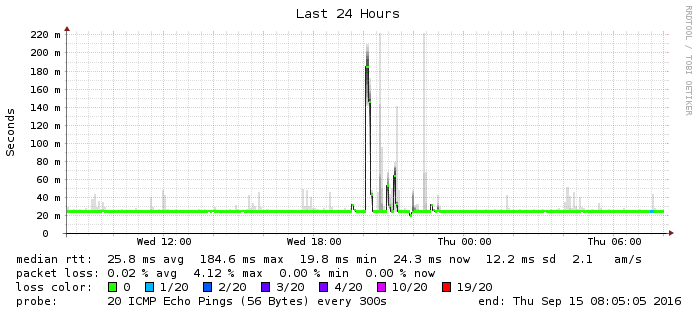 Last 24 Hours
RRDTOOL / TOBI OETIKER
Seconds
220 m
200 m
180 m
160 m
140 m
120 m
100 m
80 m
60 m
40 m
20 m
0
Wed 12:00 Wed 18:00 Thu 00:00 Thu 06:00
median rtt: 25.8 ms avg 184.6 ms max 19.8 ms min 24.3 ms now 12.2 ms sd 2.1 am/s
packet loss: 0.02 % avg 4.12 % max 0.00 % min 0.00 % now
loss color: 0 1/20 2/20 3/20 4/20 10/20 19/20
probe: 20 ICMP Echo Pings (56 Bytes) every 300s end: Thu Sep 15 08:05:05 2016